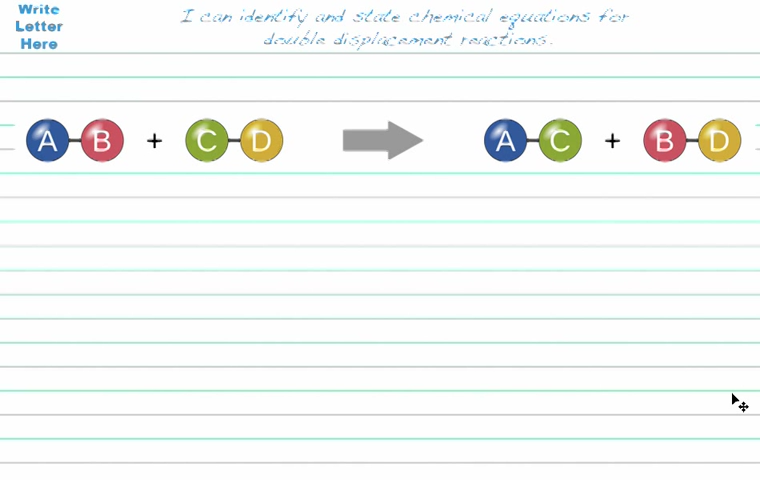 Write
Letter
Here
I can identify and state chemical equations for
double displacement reactions.
A B + C D A C + B D